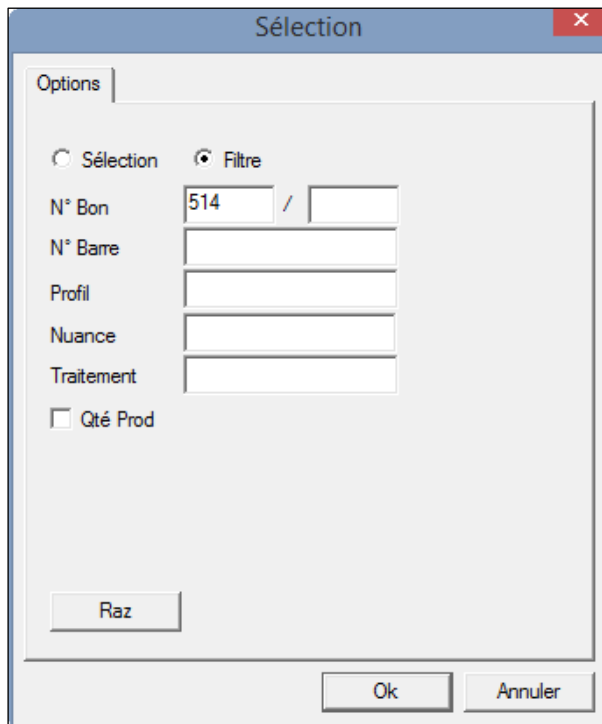 Sélection
Options
Sélection Filtre
N° Bon 514 /
N° Barre
Profil
Nuance
Traitement
Qté Prod
Raz
Ok Annuler